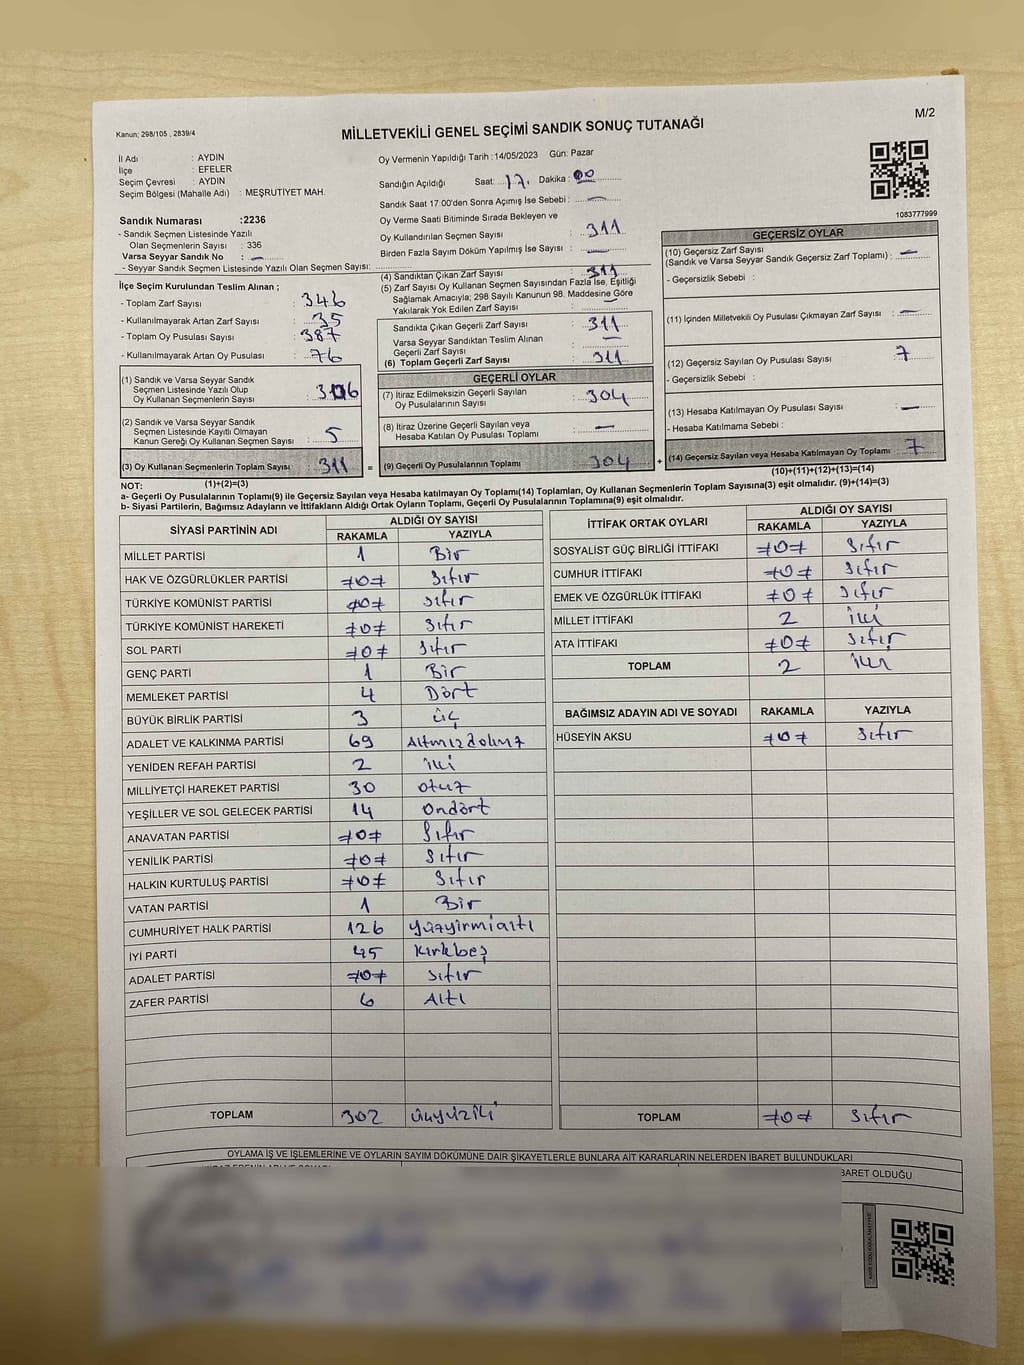 M/2
Kanun; 298/105 , 2839/4
MİLLETVEKİLİ GENEL SEÇİMİ SANDIK SONUÇ TUTANAĞI
İl Adı : AYDIN
İlçe : EFELER
Seçim Çevresi : AYDIN
Seçim Bölgesi (Mahalle Adı) : MEŞRUTİYET MAH.
Sandık Numarası :2236
- Sandık Seçmen Listesinde Yazılı
Olan Seçmenlerin Sayısı : 336
Varsa Seyyar Sandık No : —
- Seyyar Sandık Seçmen Listesinde Yazılı Olan Seçmen Sayısı:
Oy Vermenin Yapıldığı Tarih :14/05/2023 Gün: Pazar
Sandığın Açıldığı Saat: 17. Dakika : 00
Sandık Saat 17.00'den Sonra Açımış İse Sebebi : —
Oy Verme Saati Bitiminde Sırada Bekleyen ve
Oy Kullandırılan Seçmen Sayısı : 311
Birden Fazla Sayım Döküm Yapılmış İse Sayısı : —
1083777999
İlçe Seçim Kurulundan Teslim Alınan ;
- Toplam Zarf Sayısı : 346
- Kullanılmayarak Artan Zarf Sayısı : 35
- Toplam Oy Pusulası Sayısı : 387
- Kullanılmayarak Artan Oy Pusulası : 76
(1) Sandık ve Varsa Seyyar Sandık
Seçmen Listesinde Yazılı Olup
Oy Kullanan Seçmenlerin Sayısı : 306
(2) Sandık ve Varsa Seyyar Sandık
Seçmen Listesinde Kayıtlı Olmayan
Kanun Gereği Oy Kullanan Seçmen Sayısı : 5
(3) Oy Kullanan Seçmenlerin Toplam Sayısı : 311 =
(1)+(2)=(3)
(4) Sandıktan Çıkan Zarf Sayısı : 311
(5) Zarf Sayısı Oy Kullanan Seçmen Sayısından Fazla İse, Eşitliği
Sağlamak Amacıyla; 298 Sayılı Kanunun 98. Maddesine Göre
Yakılarak Yok Edilen Zarf Sayısı : —
Sandıkta Çıkan Geçerli Zarf Sayısı : 311
Varsa Seyyar Sandıktan Teslim Alınan
Geçerli Zarf Sayısı : —
(6) Toplam Geçerli Zarf Sayısı : 311
GEÇERLİ OYLAR
(7) İtiraz Edilmeksizin Geçerli Sayılan
Oy Pusulalarının Sayısı : 304
(8) İtiraz Üzerine Geçerli Sayılan veya
Hesaba Katılan Oy Pusulası Toplamı : —
(9) Geçerli Oy Pusulalarının Toplamı : 304 +
GEÇERSİZ OYLAR
(10) Geçersiz Zarf Sayısı
(Sandık ve Varsa Seyyar Sandık Geçersiz Zarf Toplamı) : —
- Geçersizlik Sebebi :
(11) İçinden Milletvekili Oy Pusulası Çıkmayan Zarf Sayısı : —
(12) Geçersiz Sayılan Oy Pusulası Sayısı : 7
- Geçersizlik Sebebi :
(13) Hesaba Katılmayan Oy Pusulası Sayısı : —
- Hesaba Katılmama Sebebi :
(14) Geçersiz Sayılan veya Hesaba Katılmayan Oy Toplamı : 7
(10)+(11)+(12)+(13)=(14)
NOT:
a- Geçerli Oy Pusulalarının Toplamı(9) ile Geçersiz Sayılan veya Hesaba katılmayan Oy Toplamı(14) Toplamları, Oy Kullanan Seçmenlerin Toplam Sayısına(3) eşit olmalıdır. (9)+(14)=(3)
b- Siyasi Partilerin, Bağımsız Adayların ve İttifakların Aldığı Ortak Oyların Toplamı, Geçerli Oy Pusulalarının Toplamına(9) eşit olmalıdır.
SİYASİ PARTİNİN ADI ALDIĞI OY SAYISI
RAKAMLA YAZIYLA
MİLLET PARTİSİ 1 Bir
HAK VE ÖZGÜRLÜKLER PARTİSİ ≠0≠ Sıfır
TÜRKİYE KOMÜNİST PARTİSİ ≠0≠ Sıfır
TÜRKİYE KOMÜNİST HAREKETİ ≠0≠ Sıfır
SOL PARTİ ≠0≠ Sıfır
GENÇ PARTİ 1 Bir
MEMLEKET PARTİSİ 4 Dört
BÜYÜK BİRLİK PARTİSİ 3 üç
ADALET VE KALKINMA PARTİSİ 69 Altmızdokuz
YENİDEN REFAH PARTİSİ 2 iki
MİLLİYETÇİ HAREKET PARTİSİ 30 otuz
YEŞİLLER VE SOL GELECEK PARTİSİ 14 Ondört
ANAVATAN PARTİSİ ≠0≠ Sıfır
YENİLİK PARTİSİ ≠0≠ Sıfır
HALKIN KURTULUŞ PARTİSİ ≠0≠ Sıfır
VATAN PARTİSİ 1 Bir
CUMHURİYET HALK PARTİSİ 126 yüzyirmialtı
İYİ PARTİ 45 Kırkbeş
ADALET PARTİSİ ≠0≠ Sıfır
ZAFER PARTİSİ 6 Altı
TOPLAM 302 üçyüziki
İTTİFAK ORTAK OYLARI ALDIĞI OY SAYISI
RAKAMLA YAZIYLA
SOSYALİST GÜÇ BİRLİĞİ İTTİFAKI ≠0≠ Sıfır
CUMHUR İTTİFAKI ≠0≠ Sıfır
EMEK VE ÖZGÜRLÜK İTTİFAKI ≠0≠ Sıfır
MİLLET İTTİFAKI 2 iki
ATA İTTİFAKI ≠0≠ Sıfır
TOPLAM 2 iki
BAĞIMSIZ ADAYIN ADI VE SOYADI RAKAMLA YAZIYLA
HÜSEYİN AKSU ≠0≠ Sıfır
TOPLAM ≠0≠ Sıfır
OYLAMA İŞ VE İŞLEMLERİNE VE OYLARIN SAYIM DÖKÜMÜNE DAİR ŞİKAYETLERLE BUNLARA AİT KARARLARIN NELERDEN İBARET BULUNDUKLARI
BARET OLDUĞU